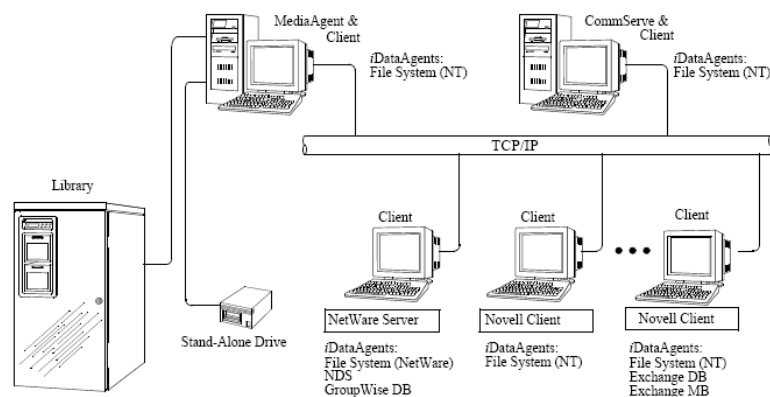 MediaAgent &
Client
iDataAgents:
File System (NT)
CommServe &
Client
iDataAgents:
File System (NT)
TCP/IP
Library
Stand-Alone Drive
Client
NetWare Server
iDataAgents:
File System (NetWare)
NDS
GroupWise DB
Client
Novell Client
iDataAgents:
File System (NT)
Client
Novell Client
iDataAgents:
File System (NT)
Exchange DB
Exchange MB